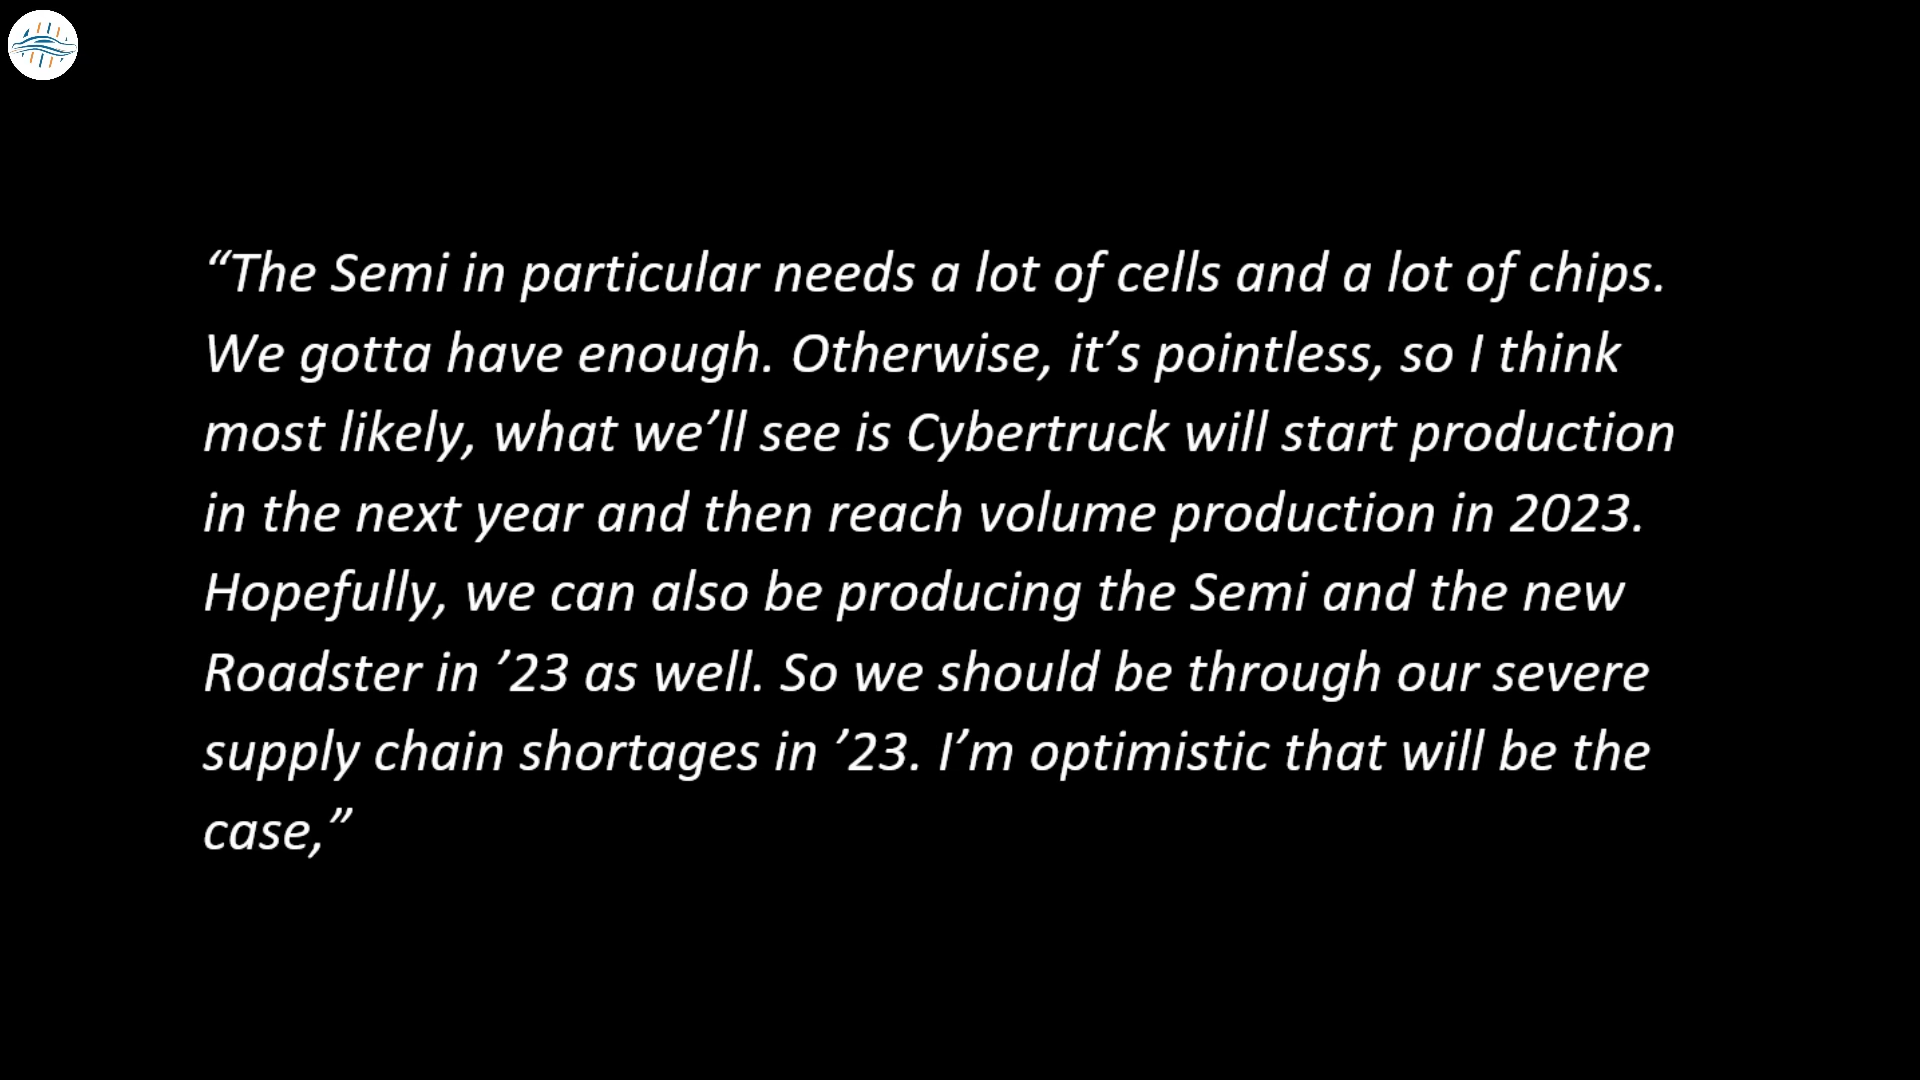 “The Semi in particular needs a lot of cells and a lot of chips.
We gotta have enough. Otherwise, it’s pointless, so I think
most likely, what we’ll see is Cybertruck will start production
in the next year and then reach volume production in 2023.
Hopefully, we can also be producing the Semi and the new
Roadster in ’23 as well. So we should be through our severe
supply chain shortages in ’23. I’m optimistic that will be the
case,”